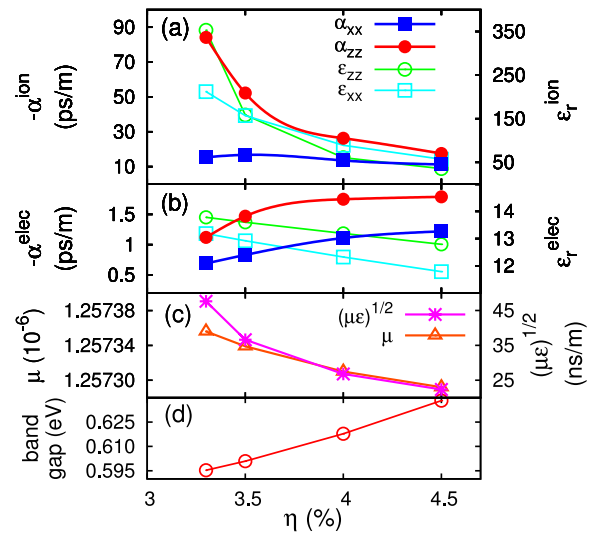 (a)
α_xx
α_zz
ε_zz
ε_xx
90
70
50
30
10
-α^ion
(ps/m)
350
250
150
50
ε_r^ion
(b)
1.5
1
0.5
-α^elec
(ps/m)
14
13
12
ε_r^elec
(c)
(με)^1/2
μ
1.25738
1.25734
1.25730
μ (10^-6)
45
35
25
(με)^1/2
(ns/m)
(d)
0.625
0.610
0.595
band
gap (eV)
3 3.5 4 4.5
η (%)